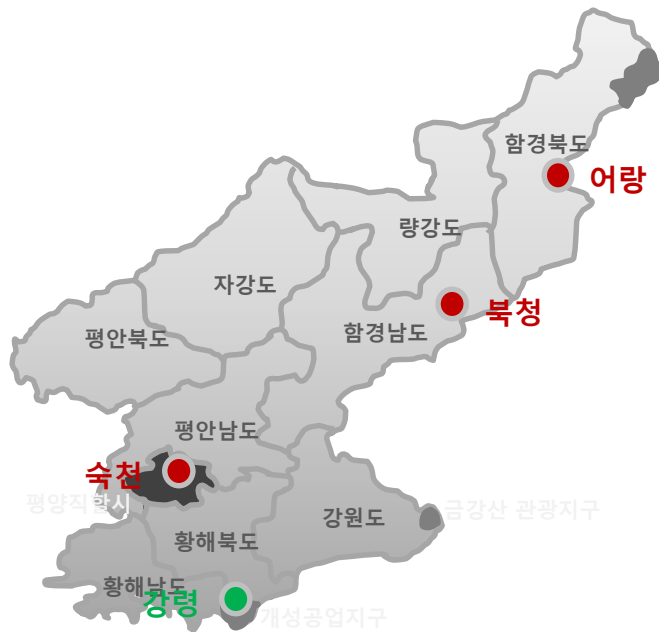 함경북도
어랑
량강도
자강도
북청
함경남도
평안북도
평안남도
숙천
평양직할시
금강산 관광지구
강원도
황해북도
황해남도
강령
개성공업지구